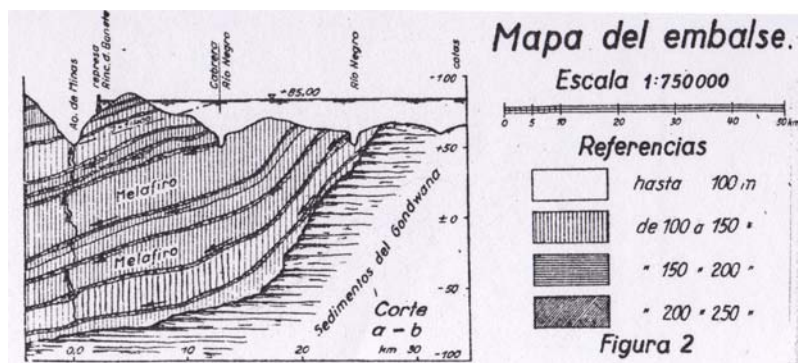 Ao. de Minas
represa
Rinc. d. Bonete
Cabrera
Río Negro
Río Negro
cotas
-100
+85,00
+50
± 0
-50
-100
Melafiro
Melafiro
Sedimentos del Gondwana
Corte
a - b
0,0 10 20 km 30
Mapa del embalse.
Escala 1:750000
0 5 10 20 30 40 50 km
Referencias
hasta 100 m
de 100 a 150 "
" 150 " 200 "
" 200 " 250 "
Figura 2